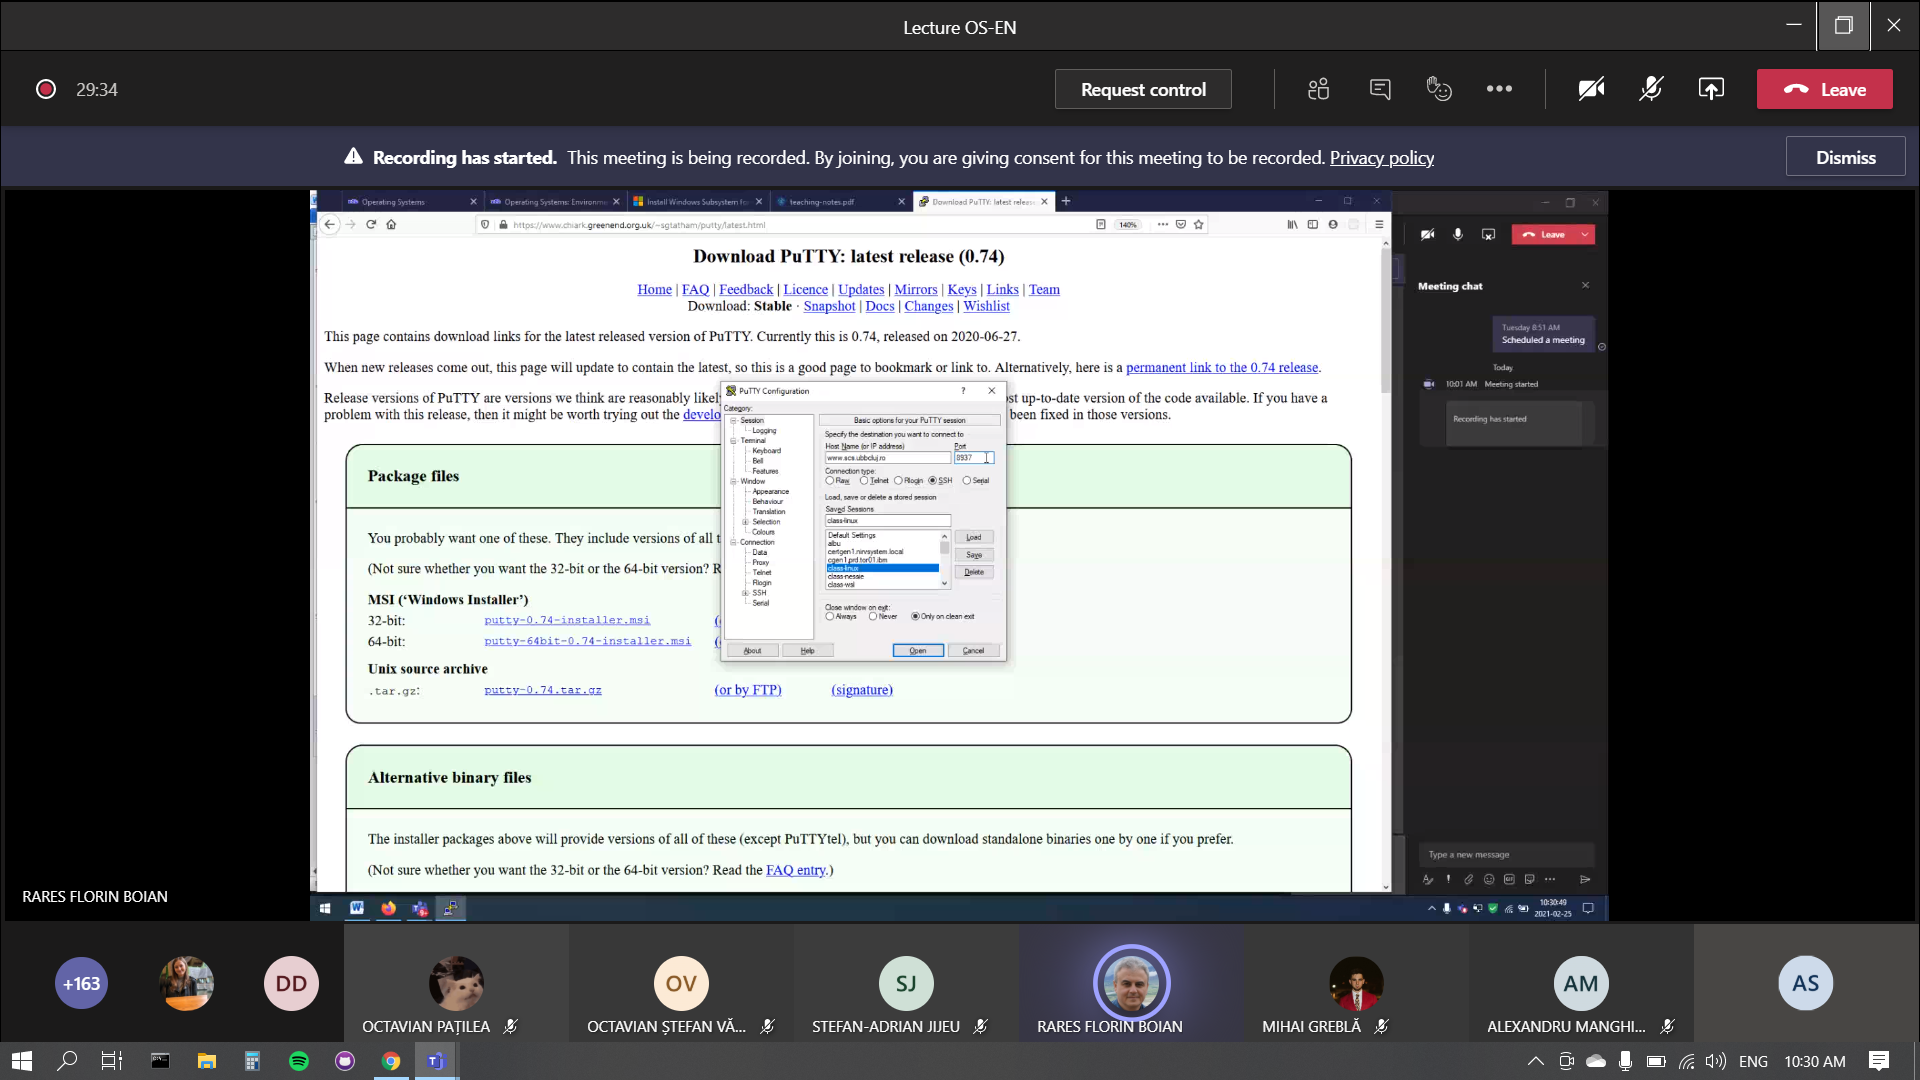 Lecture OS-EN
29:34
Request control
Leave
Recording has started. This meeting is being recorded. By joining, you are giving consent for this meeting to be recorded. Privacy policy
Dismiss
Operating Systems
Operating Systems: Environme
Install Windows Subsystem for
teaching-notes.pdf
Download PuTTY: latest release
https://www.chiark.greenend.org.uk/~sgtatham/putty/latest.html
140%
Leave
Download PuTTY: latest release (0.74)
Home | FAQ | Feedback | Licence | Updates | Mirrors | Keys | Links | Team
Download: Stable · Snapshot | Docs | Changes | Wishlist
This page contains download links for the latest released version of PuTTY. Currently this is 0.74, released on 2020-06-27.
When new releases come out, this page will update to contain the latest, so this is a good page to bookmark or link to. Alternatively, here is a permanent link to the 0.74 release.
Release versions of PuTTY are versions we think are reasonably likel
ost up-to-date version of the code available. If you have a
problem with this release, then it might be worth trying out the develo
been fixed in those versions.
Package files
You probably want one of these. They include versions of all t
(Not sure whether you want the 32-bit or the 64-bit version? R
MSI (‘Windows Installer’)
32-bit: putty-0.74-installer.msi (
64-bit: putty-64bit-0.74-installer.msi (
Unix source archive
.tar.gz: putty-0.74.tar.gz (or by FTP) (signature)
Alternative binary files
The installer packages above will provide versions of all of these (except PuTTYtel), but you can download standalone binaries one by one if you prefer.
(Not sure whether you want the 32-bit or the 64-bit version? Read the FAQ entry.)
PuTTY Configuration
?
Category:
Session
Logging
Terminal
Keyboard
Bell
Features
Window
Appearance
Behaviour
Translation
Selection
Colours
Connection
Data
Proxy
Telnet
Rlogin
SSH
Serial
Basic options for your PuTTY session
Specify the destination you want to connect to
Host Name (or IP address) Port
www.scs.ubbcluj.ro 8937
Connection type:
Raw Telnet Rlogin SSH Serial
Load, save or delete a stored session
Saved Sessions
class-linux
Default Settings
albu
class-linux
class-nessie
class-wsl
Load
Save
Delete
Close window on exit:
Always Never Only on clean exit
About Help Open Cancel
Meeting chat
Tuesday 8:51 AM
Scheduled a meeting
Today
10:01 AM Meeting started
Recording has started
Type a new message
10:30:49
2021-02-25
RARES FLORIN BOIAN
+163
DD
OV
SJ
AM
AS
OCTAVIAN PAȚILEA
OCTAVIAN ȘTEFAN VĂ...
STEFAN-ADRIAN JIJEU
RARES FLORIN BOIAN
MIHAI GREBLĂ
ALEXANDRU MANGHI...
ENG
10:30 AM